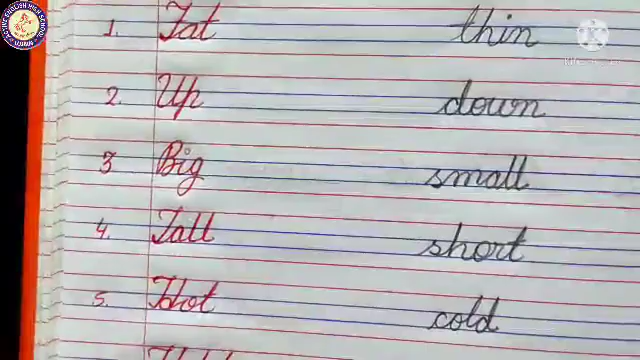 1. Fat thin
2. Up down
3 Big small
4. Tall short
5. Hot cold